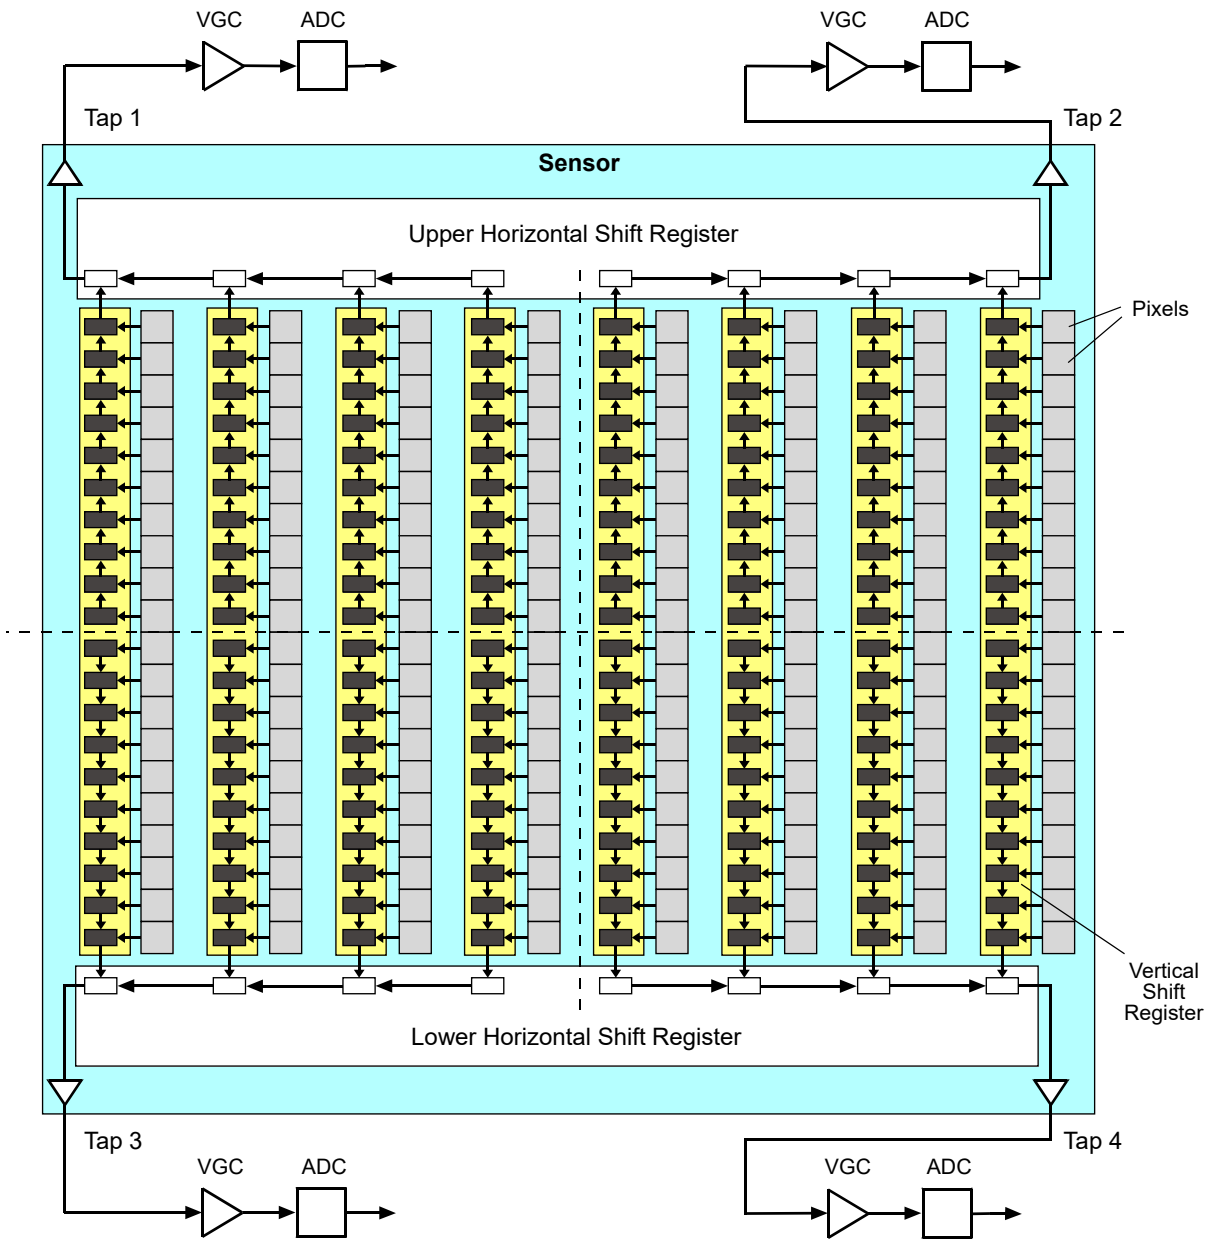 VGC ADC
VGC ADC
Tap 1
Tap 2
Sensor
Upper Horizontal Shift Register
Pixels
Vertical
Shift
Register
Lower Horizontal Shift Register
Tap 3
Tap 4
VGC ADC
VGC ADC